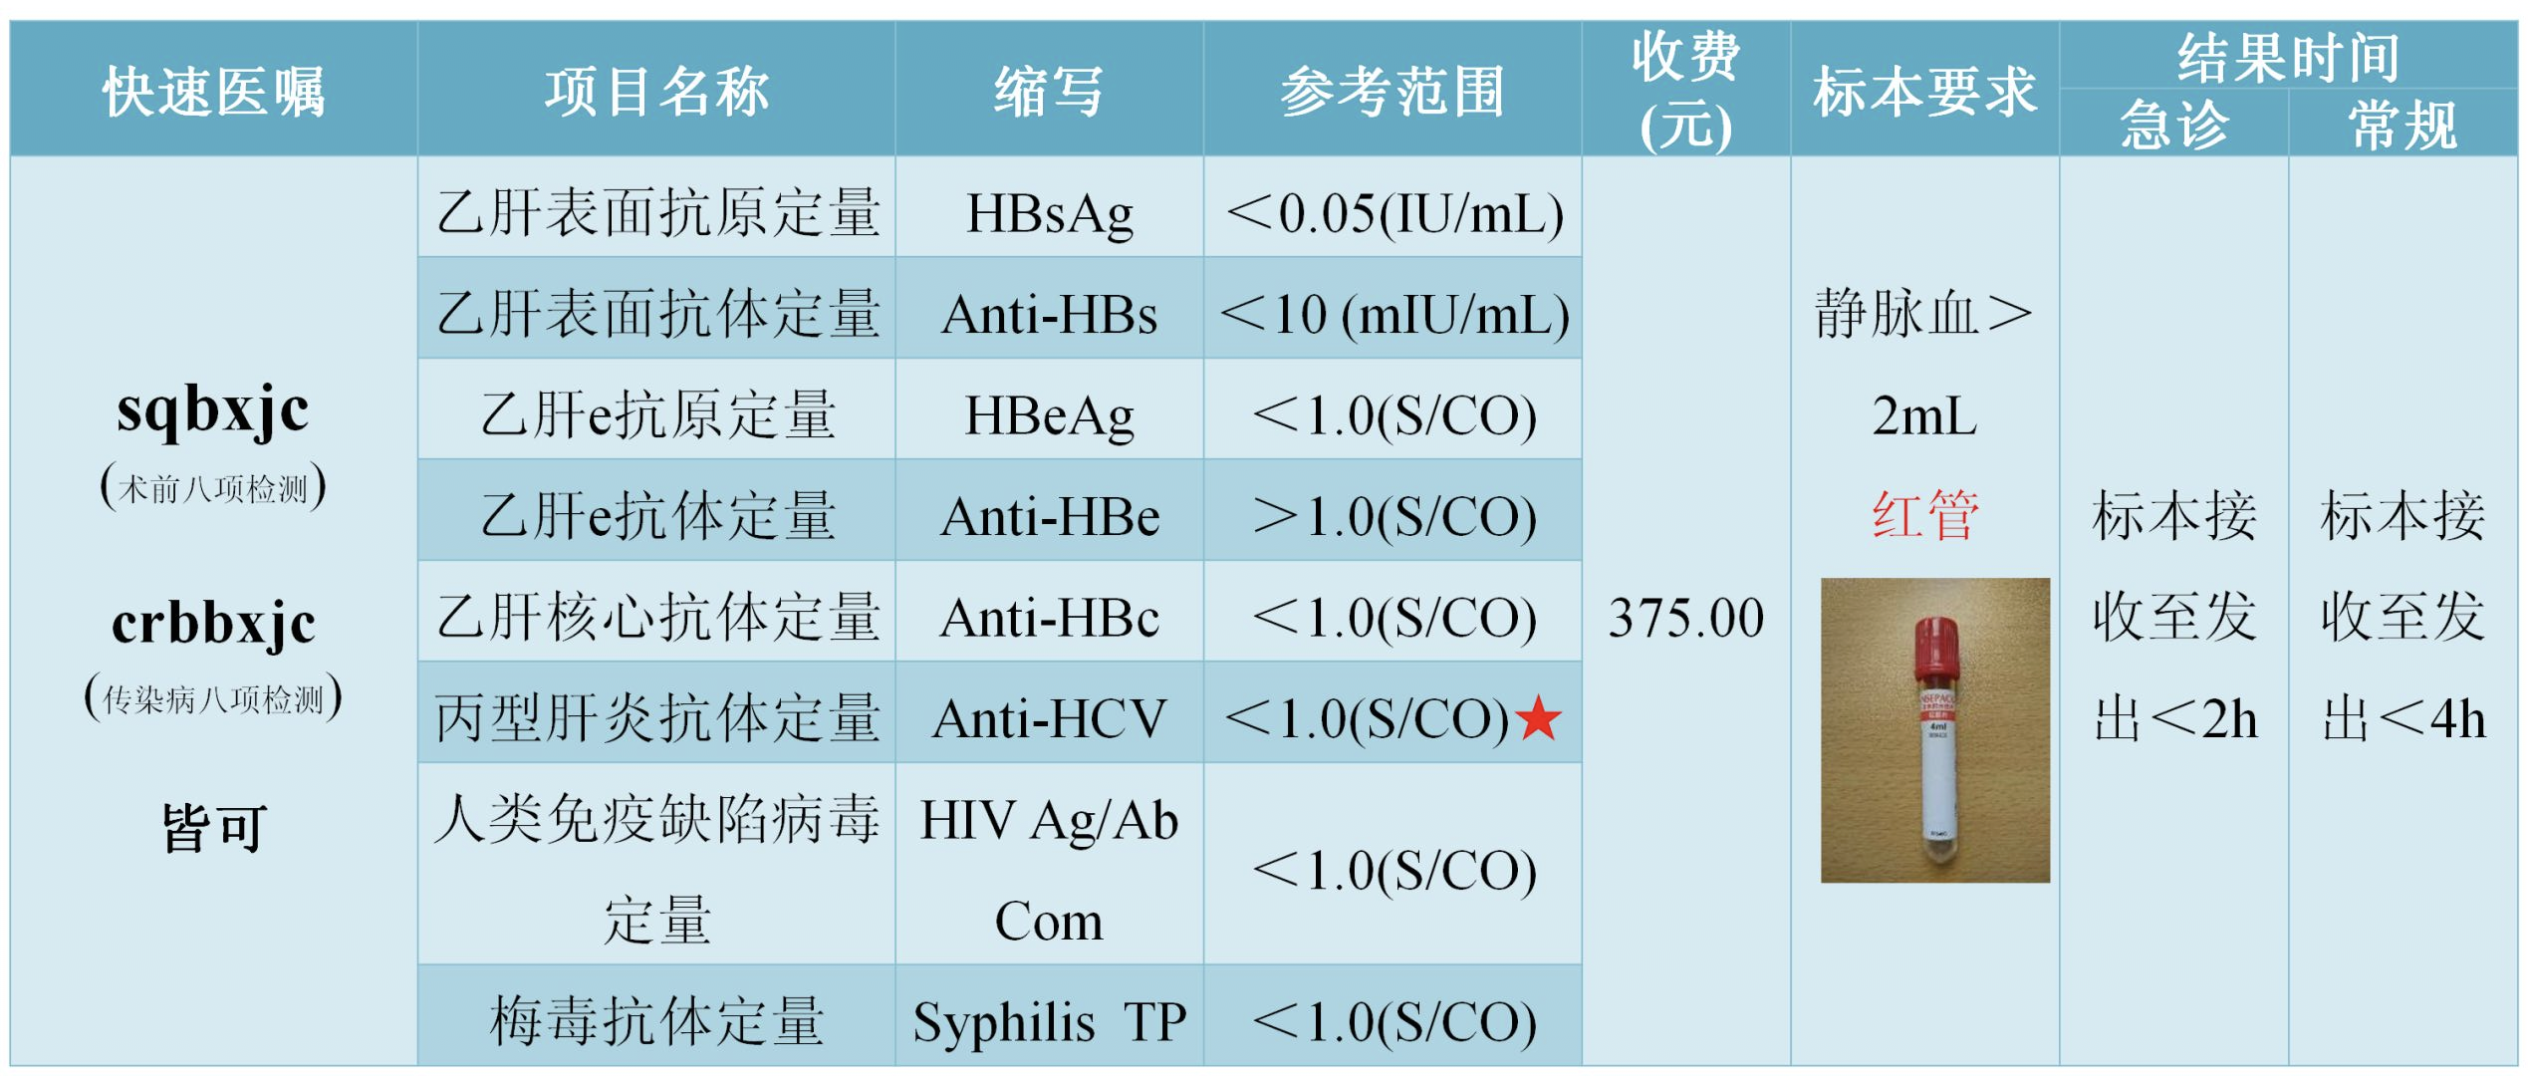 快速医嘱 项目名称 缩写 参考范围 收费(元) 标本要求 结果时间
急诊 常规
sqbxjc
(术前八项检测)
crbbxjc
(传染病八项检测)
皆可
乙肝表面抗原定量 HBsAg ＜0.05(IU/mL)
乙肝表面抗体定量 Anti-HBs ＜10 (mIU/mL)
乙肝e抗原定量 HBeAg ＜1.0(S/CO)
乙肝e抗体定量 Anti-HBe ＞1.0(S/CO)
乙肝核心抗体定量 Anti-HBc ＜1.0(S/CO)
丙型肝炎抗体定量 Anti-HCV ＜1.0(S/CO)★
人类免疫缺陷病毒
定量
HIV Ag/Ab
Com
＜1.0(S/CO)
梅毒抗体定量 Syphilis TP ＜1.0(S/CO)
375.00
静脉血＞
2mL
红管
4ml
标本接
收至发
出＜2h
标本接
收至发
出＜4h